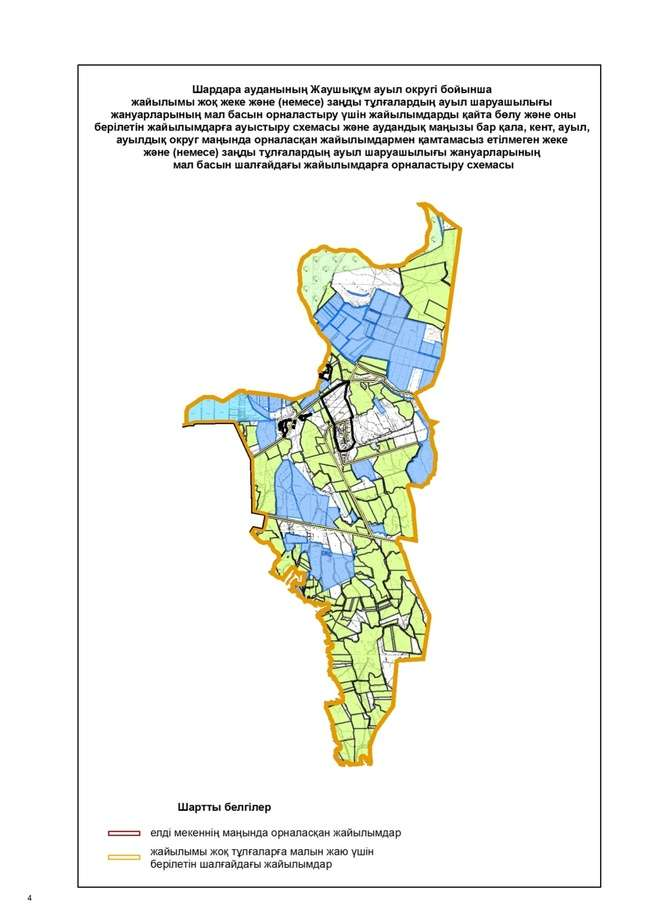 Шардара ауданының Жаушықұм ауыл округі бойынша
жайылымы жоқ жеке және (немесе) заңды тұлғалардың ауыл шаруашылығы
жануарларының мал басын орналастыру үшін жайылымдарды қайта бөлу және оны
берілетін жайылымдарға ауыстыру схемасы және аудандық маңызы бар қала, кент, ауыл,
ауылдық округ маңында орналасқан жайылымдармен қамтамасыз етілмеген жеке
және (немесе) заңды тұлғалардың ауыл шаруашылығы жануарларының
мал басын шалғайдағы жайылымдарға орналастыру схемасы
Шартты белгілер
елді мекеннің маңында орналасқан жайылымдар
жайылымы жоқ тұлғаларға малын жаю үшін
берілетін шалғайдағы жайылымдар
4